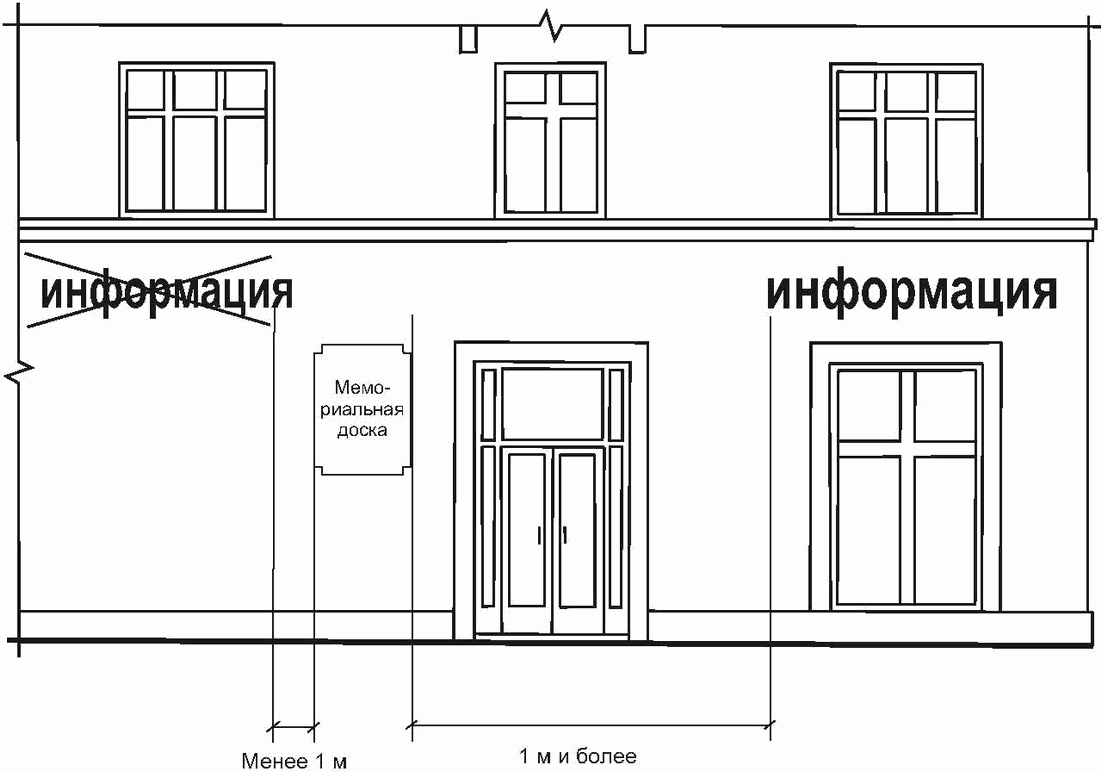 информация
информация
Мемо-
риальная
доска
Менее 1 м
1 м и более